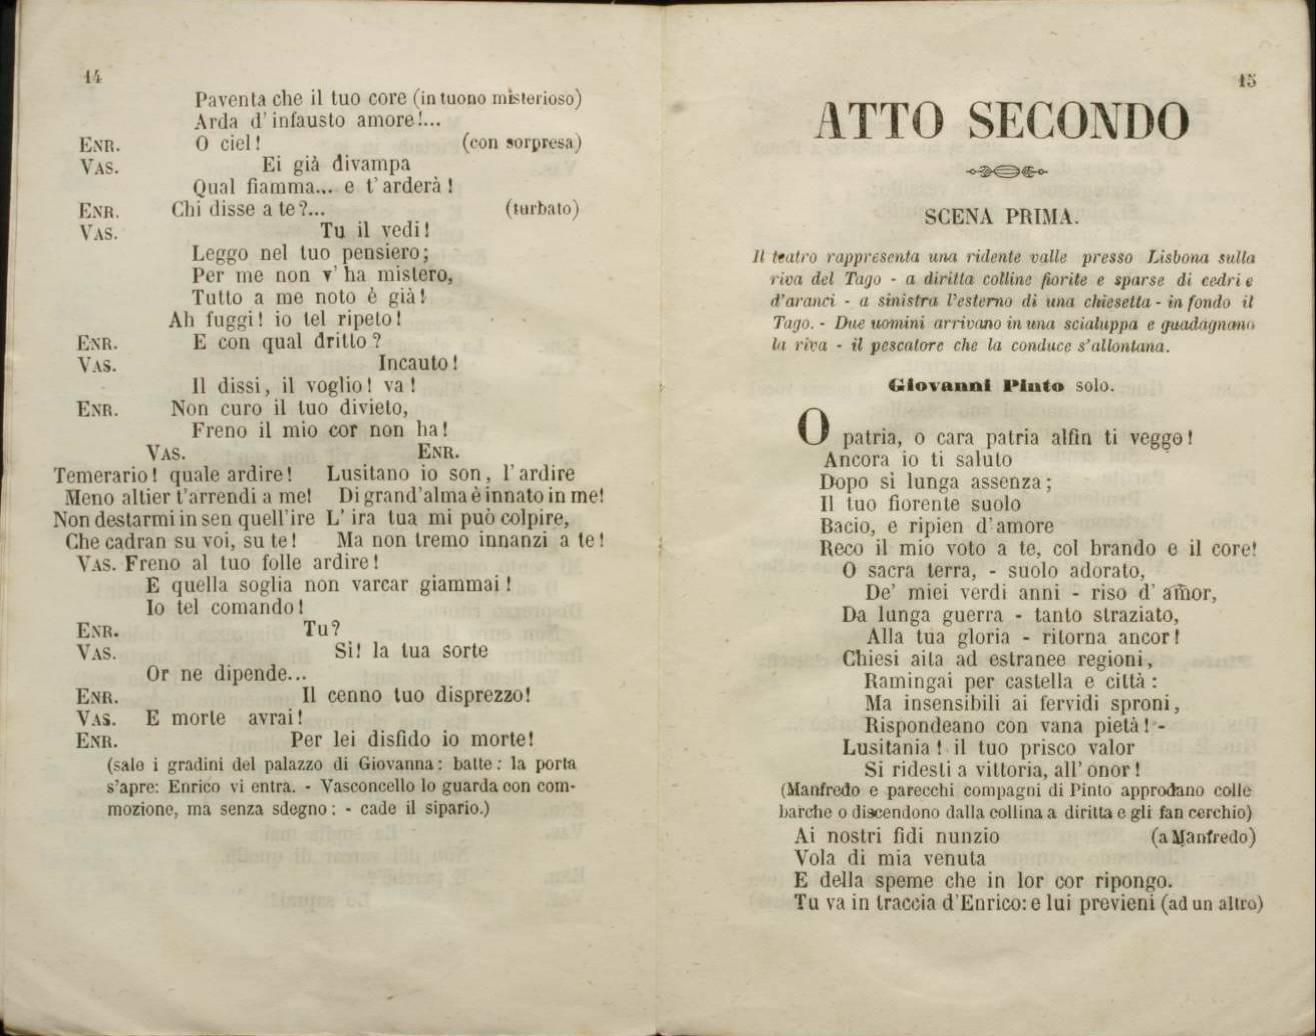 14
Paventa che il tuo core (in tuono misterioso)
Arda d'infausto amore!...
ENR. O ciel! (con sorpresa)
VAS. Ei già divampa
Qual fiamma... e t'arderà!
ENR. Chi disse a te?... (turbato)
VAS. Tu il vedi!
Leggo nel tuo pensiero;
Per me non v'ha mistero,
Tutto a me noto è già!
Ah fuggi! io tel ripeto!
ENR. E con qual dritto?
VAS. Incauto!
Il dissi, il voglio! va!
ENR. Non curo il tuo divieto,
Freno il mio cor non ha!
VAS. ENR.
Temerario! quale ardire! Lusitano io son, l'ardire
Meno altier t'arrendi a me! Di grand'alma è innato in me!
Non destarmi in sen quell'ire L'ira tua mi può colpire,
Che cadran su voi, su te! Ma non tremo innanzi a te!
VAS. Freno al tuo folle ardire!
E quella soglia non varcar giammai!
Io tel comando!
ENR. Tu?
VAS. Si! la tua sorte
Or ne dipende...
ENR. Il cenno tuo disprezzo!
VAS. E morte avrai!
ENR. Per lei disfido io morte!
(sale i gradini del palazzo di Giovanna: batte: la porta
s'apre: Enrico vi entra. - Vasconcello lo guarda con com-
mozione, ma senza sdegno: - cade il sipario.)
15
ATTO SECONDO
SCENA PRIMA.
Il teatro rappresenta una ridente valle presso Lisbona sulla
riva del Tago - a diritta colline fiorite e sparse di cedri e
d'aranci - a sinistra l'esterno di una chiesetta - in fondo il
Tago. - Due uomini arrivano in una scialuppa e guadagnano
la riva - il pescatore che la conduce s'allontana.
Giovanni Pinto solo.
O patria, o cara patria alfin ti veggo!
Ancora io ti saluto
Dopo sì lunga assenza;
Il tuo fiorente suolo
Bacio, e ripien d'amore
Reco il mio voto a te, col brando e il core!
O sacra terra, - suolo adorato,
De' miei verdi anni - riso d'amor,
Da lunga guerra - tanto straziato,
Alla tua gloria - ritorna ancor!
Chiesi aita ad estranee regioni,
Ramingai per castella e città:
Ma insensibili ai fervidi sproni,
Rispondeano con vana pietà! -
Lusitania! il tuo prisco valor
Si ridesti a vittoria, all'onor!
(Manfredo e parecchi compagni di Pinto approdano colle
barche o discendono dalla collina a diritta e gli fan cerchio)
Ai nostri fidi nunzio (a Manfredo)
Vola di mia venuta
E della speme che in lor cor ripongo.
Tu va in traccia d'Enrico: e lui previeni (ad un altro)